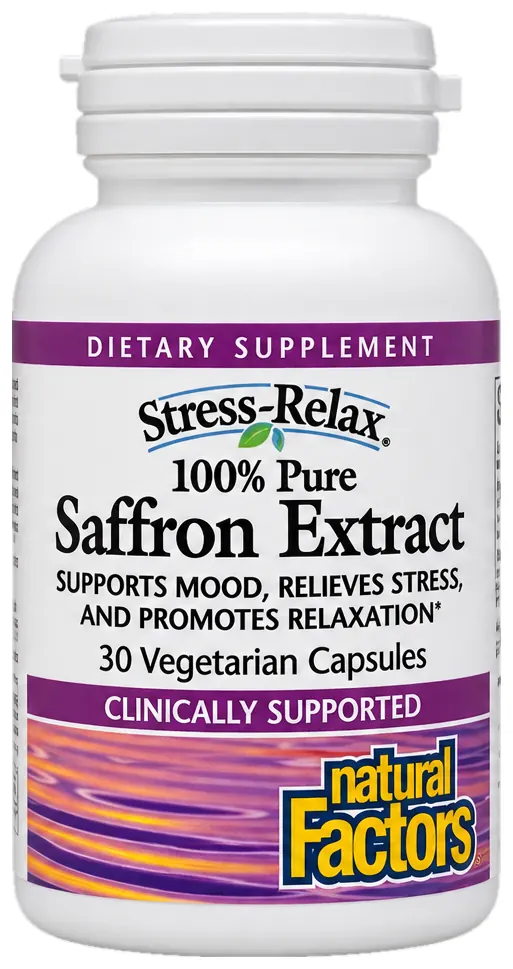 DIETARY SUPPLEMENT
Stress-Relax®
100% Pure
Saffron Extract
SUPPORTS MOOD, RELIEVES STRESS,
AND PROMOTES RELAXATION*
30 Vegetarian Capsules
CLINICALLY SUPPORTED
natural
Factors